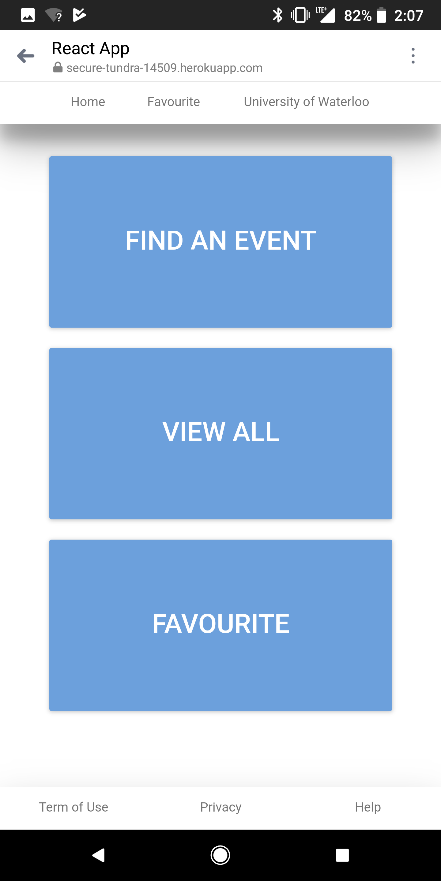 LTE+ 82% 2:07
React App
secure-tundra-14509.herokuapp.com
Home Favourite University of Waterloo
FIND AN EVENT
VIEW ALL
FAVOURITE
Term of Use Privacy Help